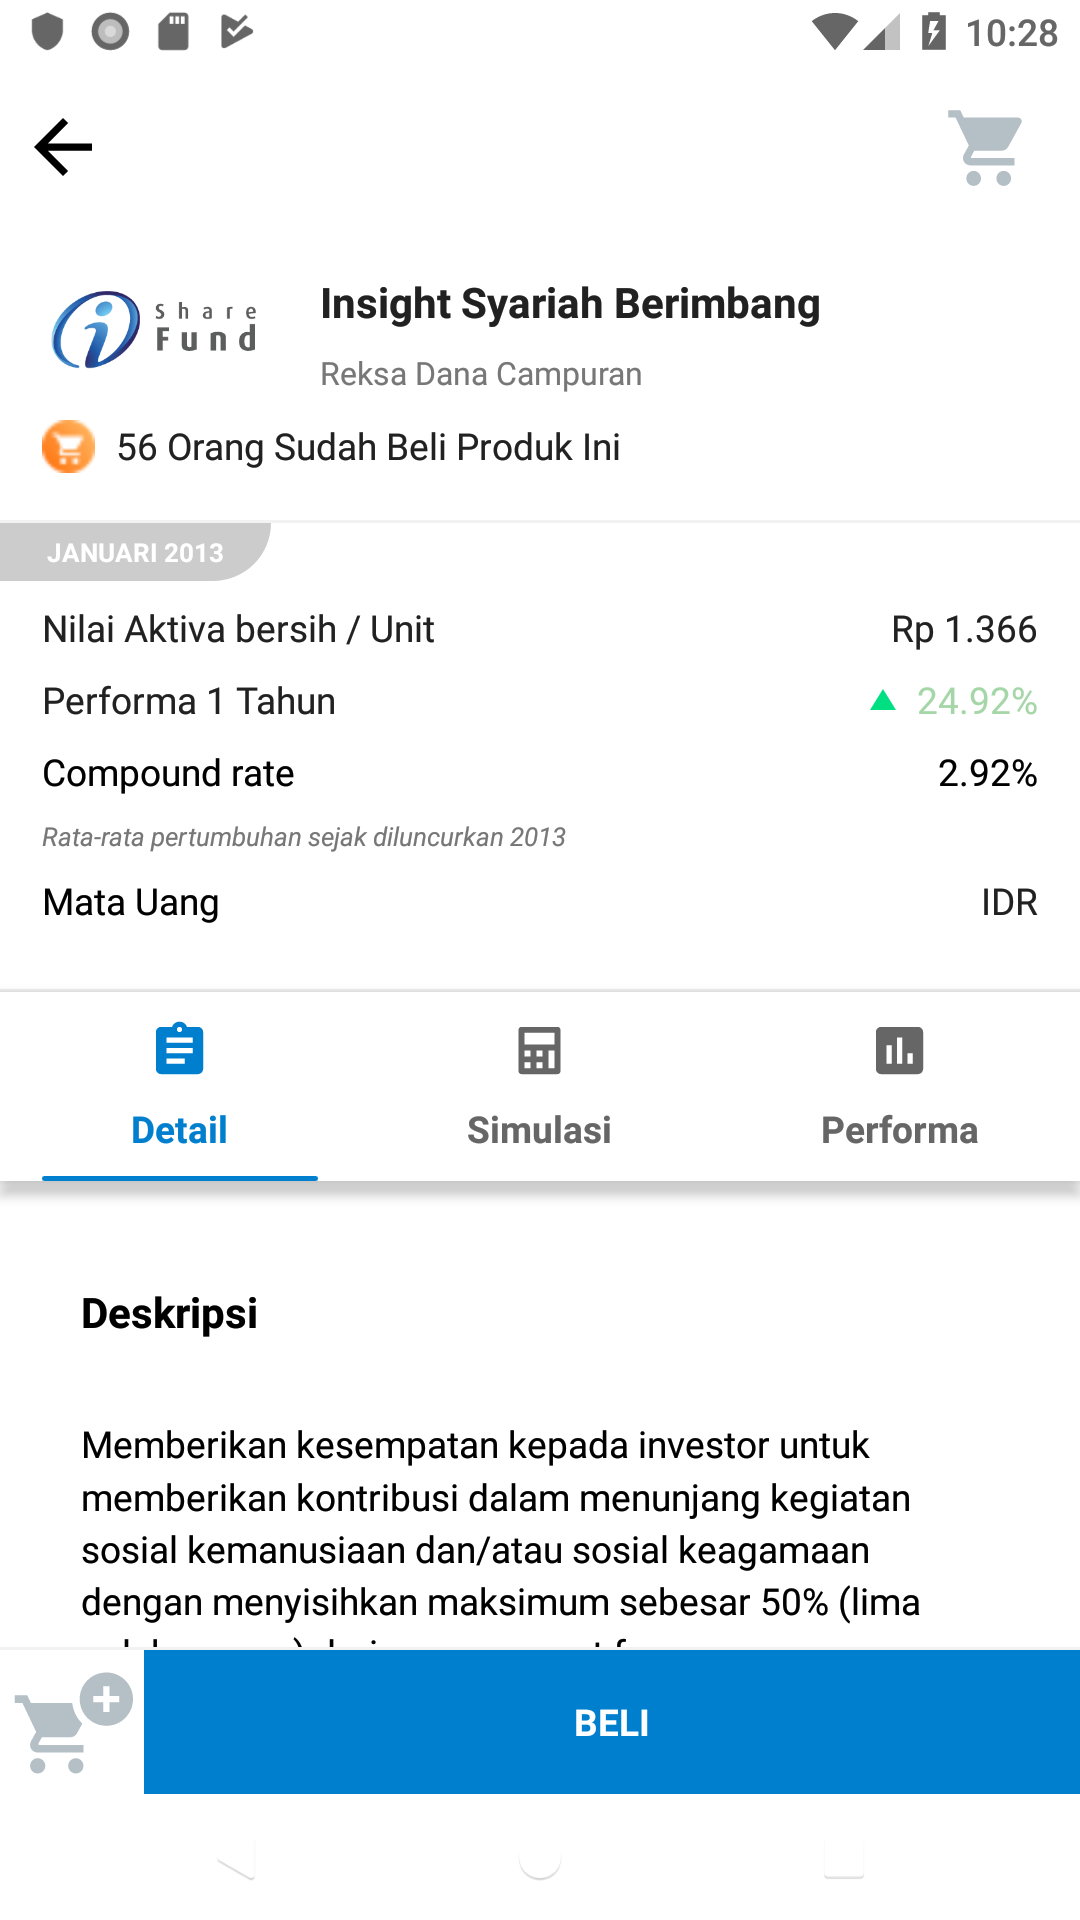 10:28
i Share
Fund
Insight Syariah Berimbang
Reksa Dana Campuran
56 Orang Sudah Beli Produk Ini
JANUARI 2013
Nilai Aktiva bersih / Unit Rp 1.366
Performa 1 Tahun 24.92%
Compound rate 2.92%
Rata-rata pertumbuhan sejak diluncurkan 2013
Mata Uang IDR
Detail Simulasi Performa
Deskripsi
Memberikan kesempatan kepada investor untuk
memberikan kontribusi dalam menunjang kegiatan
sosial kemanusiaan dan/atau sosial keagamaan
dengan menyisihkan maksimum sebesar 50% (lima
BELI